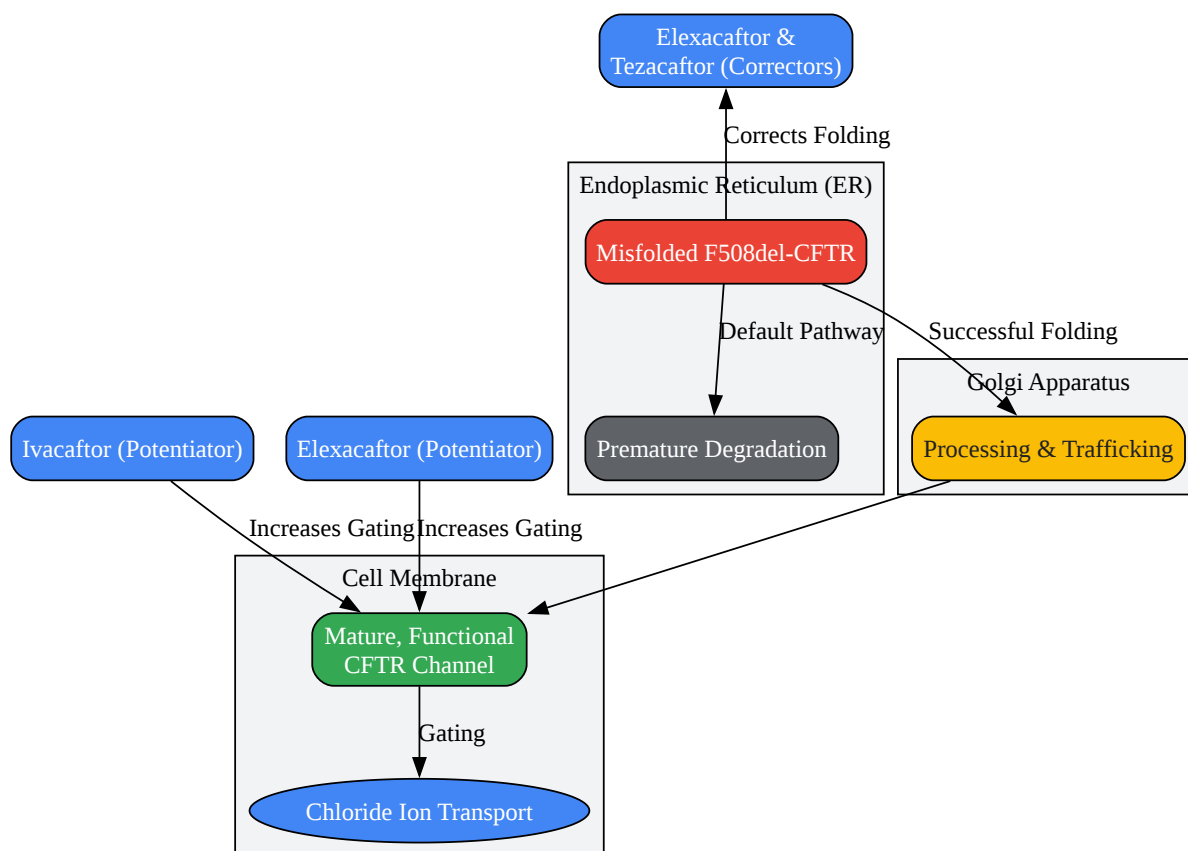 Elexacaftor &
Tezacaftor (Correctors)
Corrects Folding
Endoplasmic Reticulum (ER)
Misfolded F508del-CFTR
Default Pathway
Successful Folding
Golgi Apparatus
Ivacaftor (Potentiator)
Elexacaftor (Potentiator)
Premature Degradation
Processing & Trafficking
Increases Gating
Increases Gating
Cell Membrane
Mature, Functional
CFTR Channel
Gating
Chloride Ion Transport